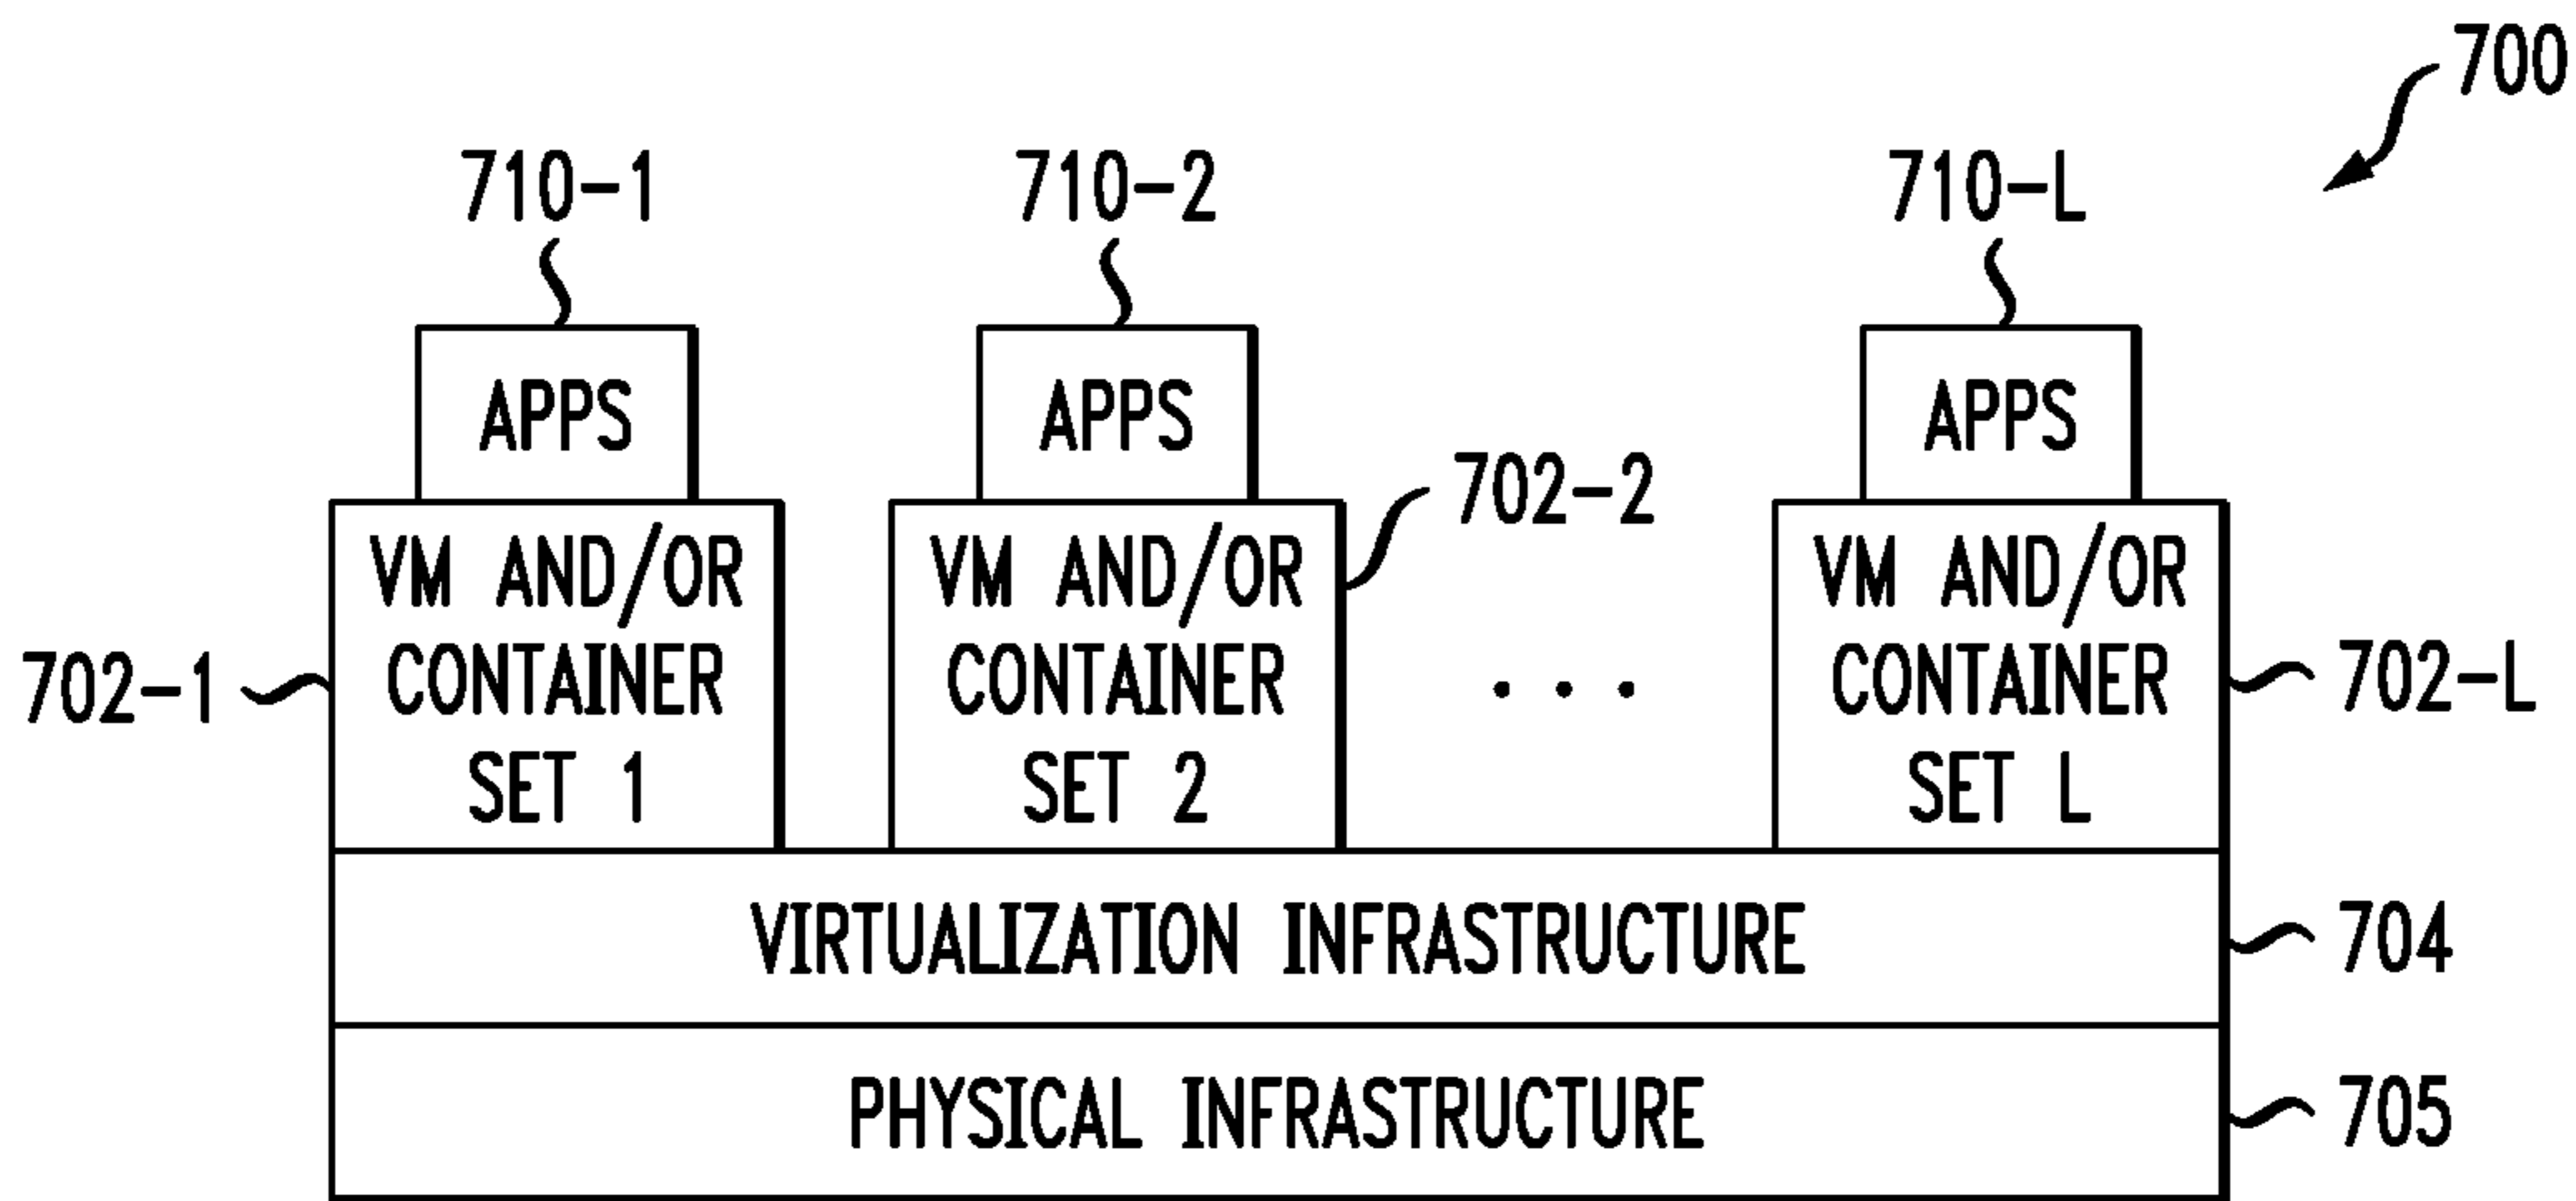 700
710-1
710-2
710-L
APPS
APPS
APPS
702-2
VM AND/OR
CONTAINER
SET 1
VM AND/OR
CONTAINER
SET 2
VM AND/OR
CONTAINER
SET L
702-1
. . .
702-L
VIRTUALIZATION INFRASTRUCTURE
704
PHYSICAL INFRASTRUCTURE
705